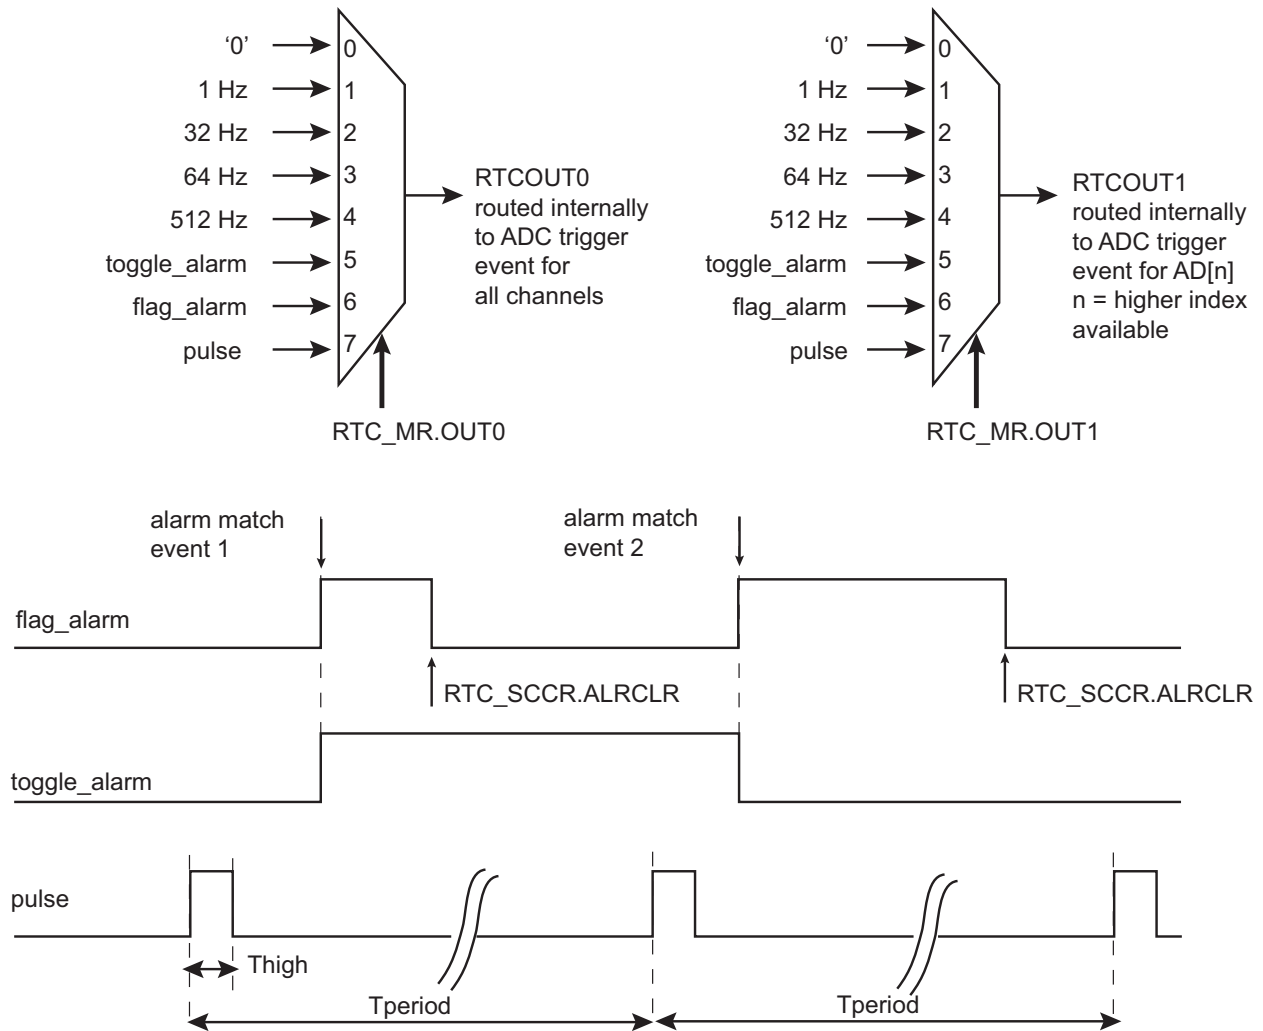 ‘0’
1 Hz
32 Hz
64 Hz
512 Hz
toggle_alarm
flag_alarm
pulse
0
1
2
3
4
5
6
7
RTCOUT0
routed internally
to ADC trigger
event for
all channels
RTC_MR.OUT0
‘0’
1 Hz
32 Hz
64 Hz
512 Hz
toggle_alarm
flag_alarm
pulse
0
1
2
3
4
5
6
7
RTCOUT1
routed internally
to ADC trigger
event for AD[n]
n = higher index
available
RTC_MR.OUT1
alarm match
event 1
alarm match
event 2
flag_alarm
RTC_SCCR.ALRCLR
RTC_SCCR.ALRCLR
toggle_alarm
pulse
Thigh
Tperiod
Tperiod